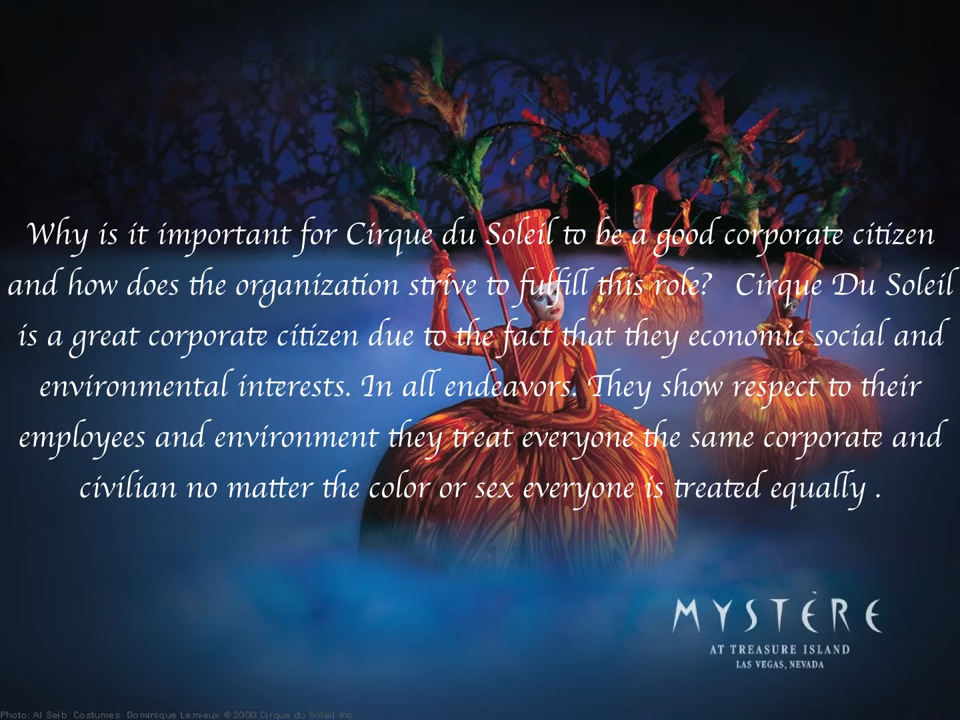 Why is it important for Cirque du Soleil to be a good corporate citizen
and how does the organization strive to fulfill this role? Cirque Du Soleil
is a great corporate citizen due to the fact that they economic social and
environmental interests. In all endeavors. They show respect to their
employees and environment they treat everyone the same corporate and
civilian no matter the color or sex everyone is treated equally .
MYSTÈRE
AT TREASURE ISLAND
LAS VEGAS, NEVADA
Photo: Al Seib Costumes: Dominique Lemieux © 2000 Cirque du Soleil Inc.